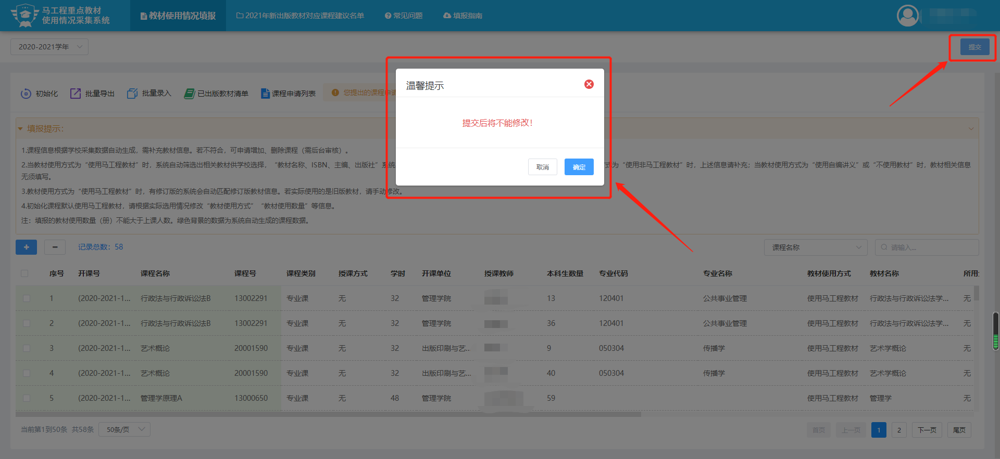 马工程重点教材
使用情况采集系统
教材使用情况填报
2021年新出版教材对应课程建议名单
常见问题
填报指南
2020-2021学年
提交
初始化
批量导出
批量录入
已出版教材清单
课程申请列表
您提出的课程申请
温馨提示
提交后将不能修改！
取消
确定
填报提示：
1.课程信息根据学校采集数据自动生成，需补充教材信息。若不符合，可申请增加、删除课程（需后台审核）。
2.当教材使用方式为“使用马工程教材”时，系统自动筛选出相关教材供学校选择，“教材名称、ISBN、主编、出版社”系统 式为“使用非马工程教材”时，上述信息请补充；当教材使用方式为“使用自编讲义”或“不使用教材”时，教材相关信息
无须填写。
3.教材使用方式为“使用马工程教材”时，有修订版的系统会自动匹配修订版教材信息。若实际使用的是旧版教材，请手动修改。
4.初始化课程默认使用马工程教材，请根据实际选用情况修改“教材使用方式”“教材使用数量”等信息。
注：填报的教材使用数量（册）不能大于上课人数。绿色背景的数据为系统自动生成的课程数据。
+ − 记录总数：58
课程名称
请输入...
序号 开课号 课程名称 课程号 课程类别 授课方式 学时 开课单位 授课教师 本科生数量 专业代码 专业名称 教材使用方式 教材名称 所用
1 (2020-2021-1... 行政法与行政诉讼法B 13002291 专业课 无 32 管理学院 13 120401 公共事业管理 使用马工程教材 行政法与行政诉讼法学... 无
2 (2020-2021-1... 行政法与行政诉讼法B 13002291 专业课 无 32 管理学院 36 120401 公共事业管理 使用马工程教材 行政法与行政诉讼法学... 无
3 (2020-2021-1... 艺术概论 20001590 专业课 无 32 出版印刷与艺... 9 050304 传播学 使用马工程教材 艺术学概论 无
4 (2020-2021-1... 艺术概论 20001590 专业课 无 32 出版印刷与艺... 40 050304 传播学 使用马工程教材 艺术学概论 无
5 (2020-2021-1... 管理学原理A 13000650 专业课 无 48 管理学院 59 使用马工程教材 管理学 无
当前第1到50条 共58条 50条/页
首页 上一页 1 2 下一页 尾页